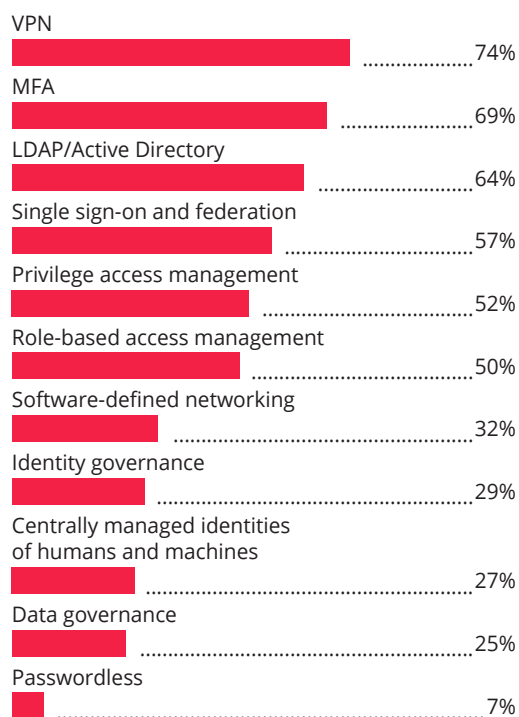 VPN
74%
MFA
69%
LDAP/Active Directory
64%
Single sign-on and federation
57%
Privilege access management
52%
Role-based access management
50%
Software-defined networking
32%
Identity governance
29%
Centrally managed identities
of humans and machines
27%
Data governance
25%
Passwordless
7%